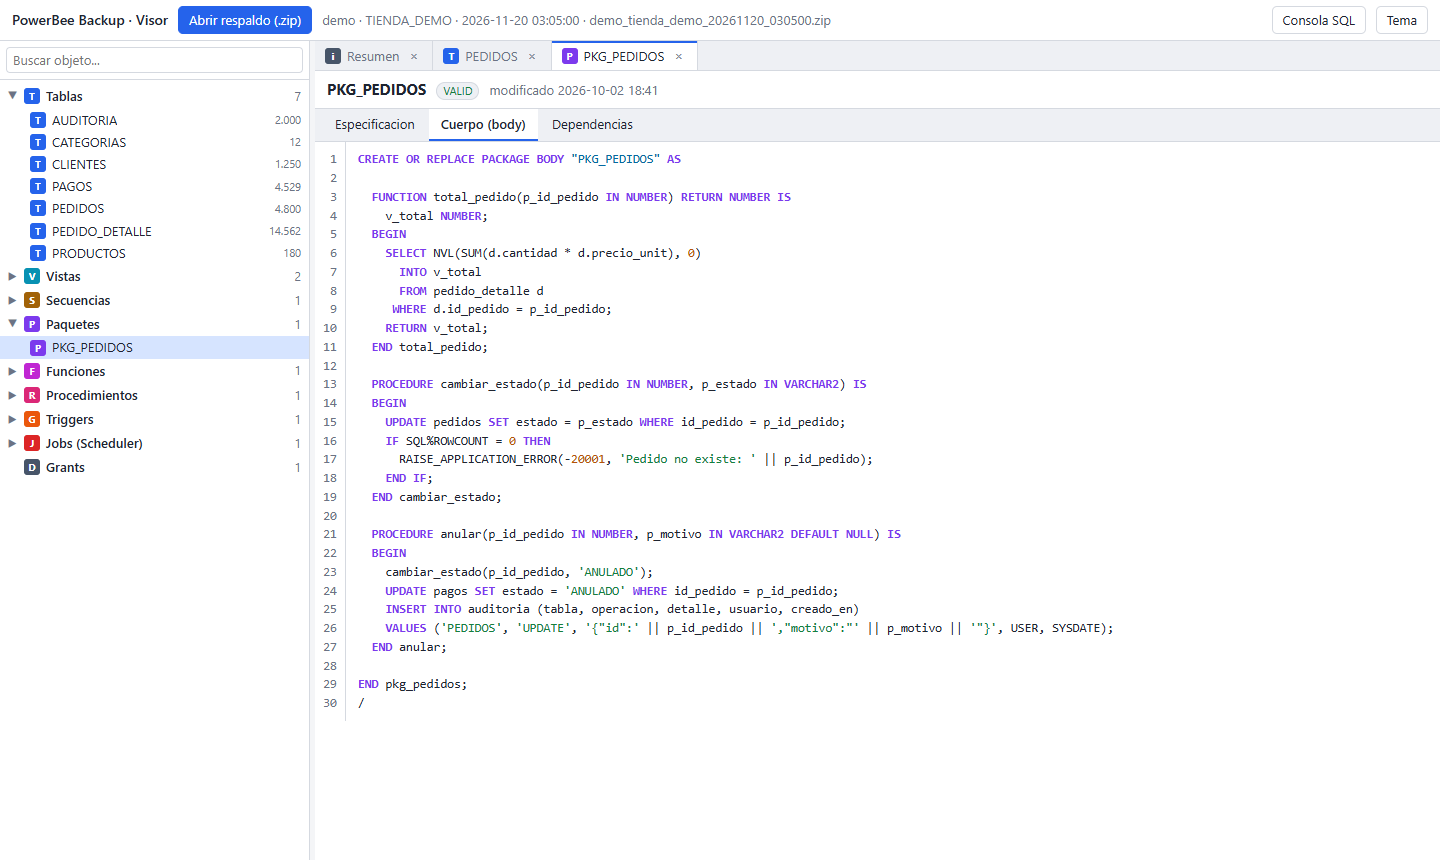 PowerBee Backup · Visor
Abrir respaldo (.zip)
demo · TIENDA_DEMO · 2026-11-20 03:05:00 · demo_tienda_demo_20261120_030500.zip
Consola SQL
Tema
Buscar objeto...
T Tablas 7
T AUDITORIA 2.000
T CATEGORIAS 12
T CLIENTES 1.250
T PAGOS 4.529
T PEDIDOS 4.800
T PEDIDO_DETALLE 14.562
T PRODUCTOS 180
V Vistas 2
S Secuencias 1
P Paquetes 1
P PKG_PEDIDOS
F Funciones 1
R Procedimientos 1
G Triggers 1
J Jobs (Scheduler) 1
D Grants 1
i Resumen ×
T PEDIDOS ×
P PKG_PEDIDOS ×
PKG_PEDIDOS VALID modificado 2026-10-02 18:41
Especificacion
Cuerpo (body)
Dependencias
1 CREATE OR REPLACE PACKAGE BODY "PKG_PEDIDOS" AS
2
3   FUNCTION total_pedido(p_id_pedido IN NUMBER) RETURN NUMBER IS
4     v_total NUMBER;
5   BEGIN
6     SELECT NVL(SUM(d.cantidad * d.precio_unit), 0)
7       INTO v_total
8       FROM pedido_detalle d
9      WHERE d.id_pedido = p_id_pedido;
10     RETURN v_total;
11   END total_pedido;
12
13   PROCEDURE cambiar_estado(p_id_pedido IN NUMBER, p_estado IN VARCHAR2) IS
14   BEGIN
15     UPDATE pedidos SET estado = p_estado WHERE id_pedido = p_id_pedido;
16     IF SQL%ROWCOUNT = 0 THEN
17       RAISE_APPLICATION_ERROR(-20001, 'Pedido no existe: ' || p_id_pedido);
18     END IF;
19   END cambiar_estado;
20
21   PROCEDURE anular(p_id_pedido IN NUMBER, p_motivo IN VARCHAR2 DEFAULT NULL) IS
22   BEGIN
23     cambiar_estado(p_id_pedido, 'ANULADO');
24     UPDATE pagos SET estado = 'ANULADO' WHERE id_pedido = p_id_pedido;
25     INSERT INTO auditoria (tabla, operacion, detalle, usuario, creado_en)
26     VALUES ('PEDIDOS', 'UPDATE', '{"id":' || p_id_pedido || ',"motivo":"' || p_motivo || '"}', USER, SYSDATE);
27   END anular;
28
29 END pkg_pedidos;
30 /